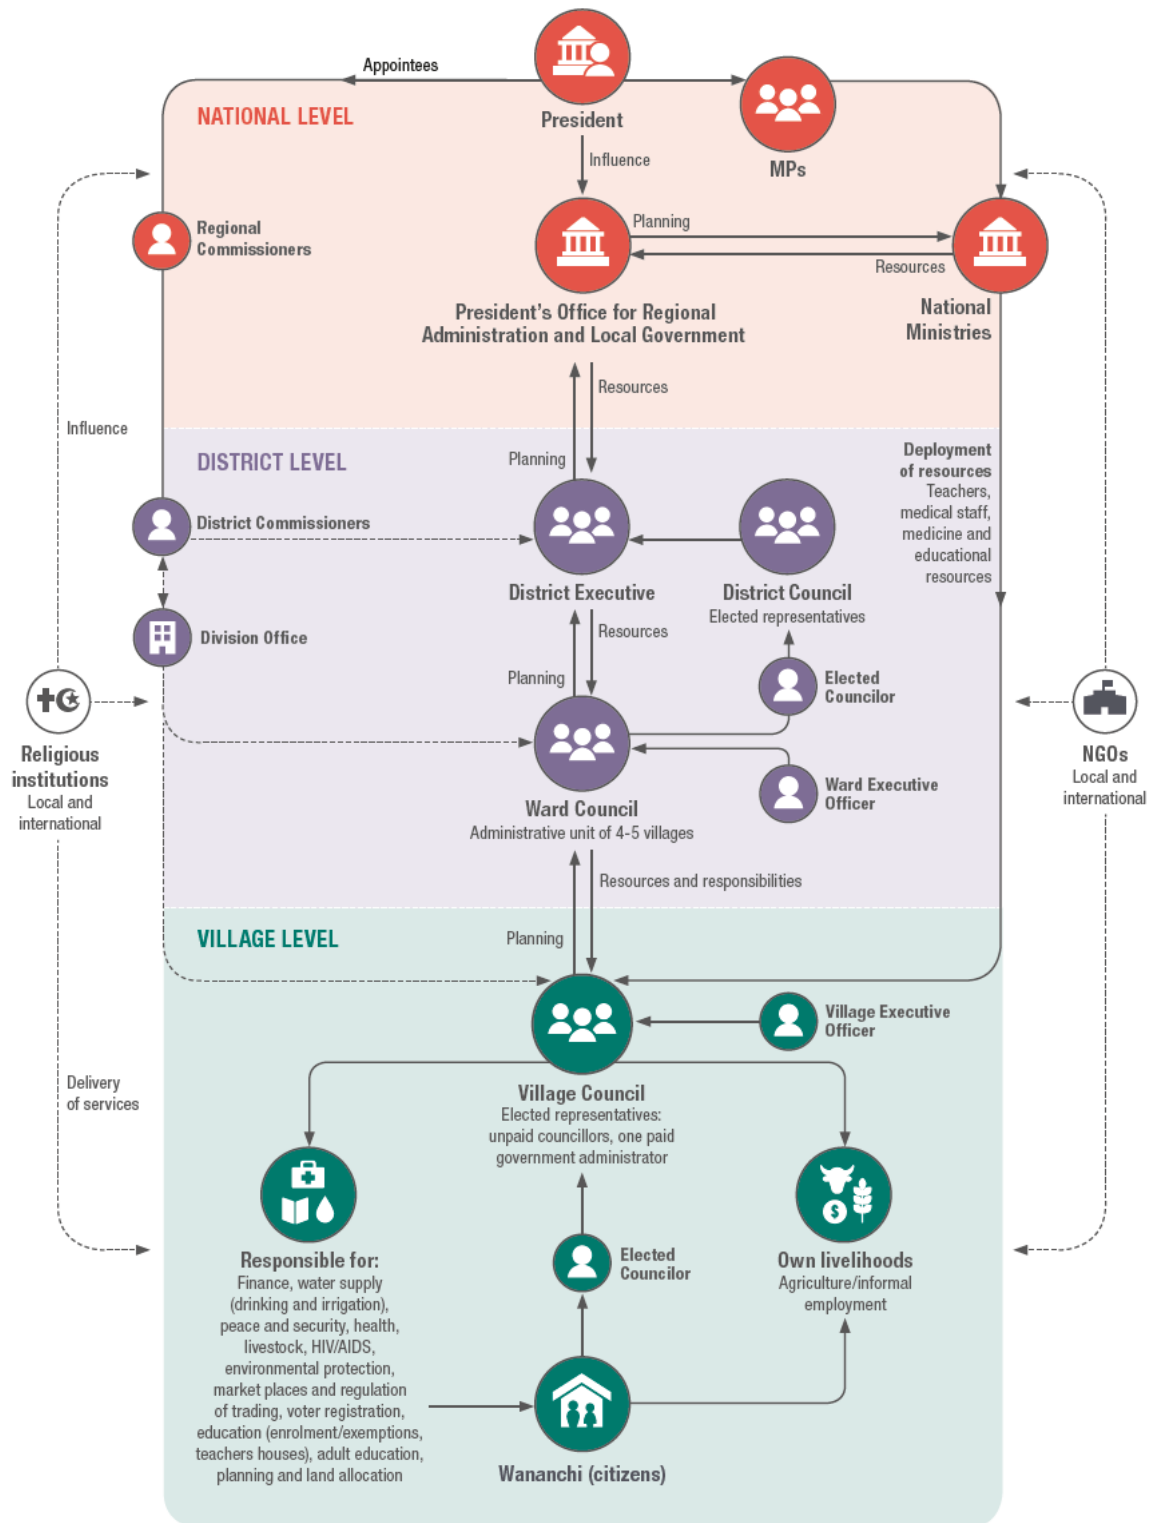 Appointees
President
NATIONAL LEVEL
Influence
MPs
Regional
Commissioners
Planning
Resources
President's Office for Regional
Administration and Local Government
National
Ministries
Resources
Influence
DISTRICT LEVEL
Planning
Deployment
of resources
Teachers,
medical staff,
medicine and
educational
resources
District Commissioners
District Executive
District Council
Elected representatives
Resources
Division Office
Planning
Elected
Councilor
Religious
institutions
Local and
international
NGOs
Local and
international
Ward Executive
Officer
Ward Council
Administrative unit of 4-5 villages
Resources and responsibilities
VILLAGE LEVEL
Planning
Village Executive
Officer
Delivery
of services
Village Council
Elected representatives:
unpaid councillors, one paid
government administrator
$
Responsible for:
Finance, water supply
(drinking and irrigation),
peace and security, health,
livestock, HIV/AIDS,
environmental protection,
market places and regulation
of trading, voter registration,
education (enrolment/exemptions,
teachers houses), adult education,
planning and land allocation
Elected
Councilor
Own livelihoods
Agriculture/informal
employment
Wananchi (citizens)